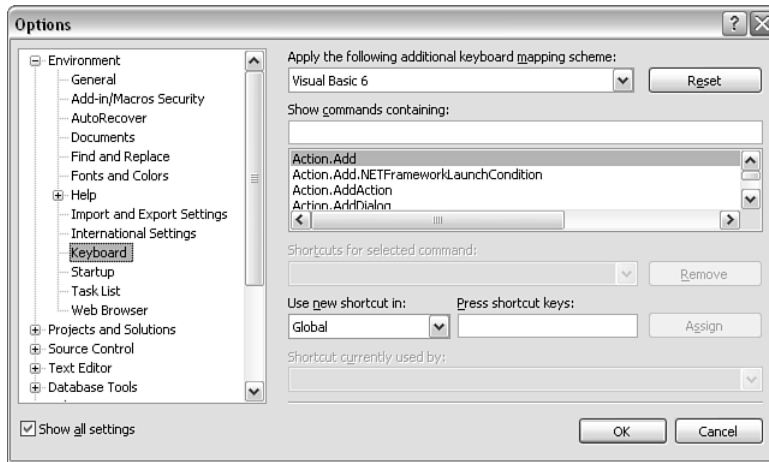 Options
Environment
General
Add-in/Macros Security
AutoRecover
Documents
Find and Replace
Fonts and Colors
Help
Import and Export Settings
International Settings
Keyboard
Startup
Task List
Web Browser
Projects and Solutions
Source Control
Text Editor
Database Tools
Show all settings
Apply the following additional keyboard mapping scheme:
Visual Basic 6
Reset
Show commands containing:
Action.Add
Action.Add.NETFrameworkLaunchCondition
Action.AddAction
Action.AddDialog
Shortcuts for selected command:
Remove
Use new shortcut in:
Press shortcut keys:
Global
Assign
Shortcut currently used by:
OK
Cancel